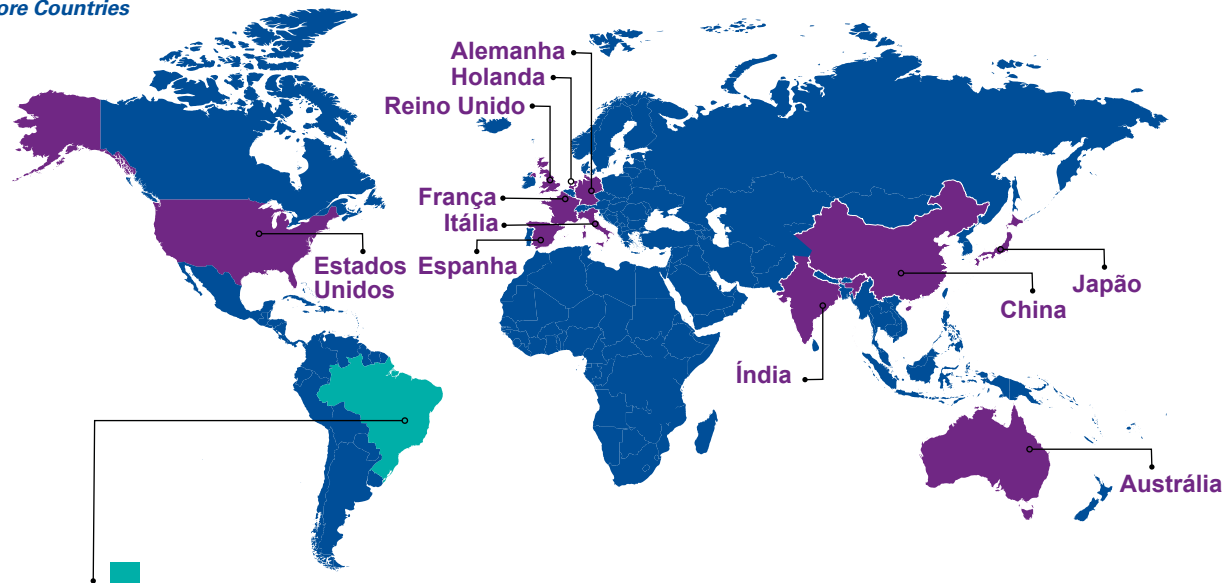 ore Countries
Alemanha
Holanda
Reino Unido
França
Itália
Espanha
Estados
Unidos
Japão
China
Índia
Austrália